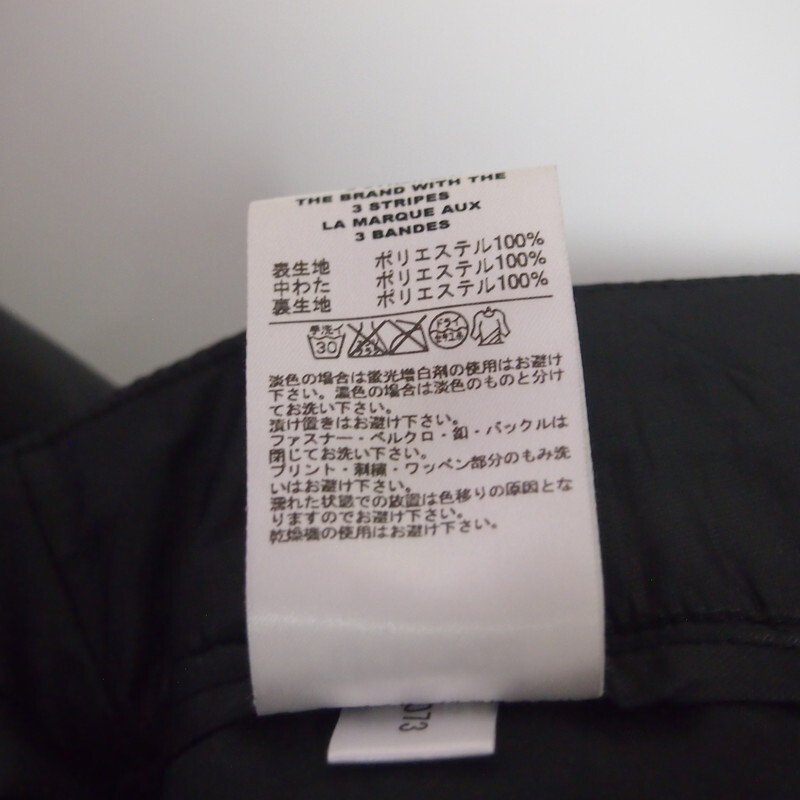 THE BRAND WITH THE
3 STRIPES
LA MARQUE AUX
3 BANDES
表生地 ポリエステル100%
中わた ポリエステル100%
裏生地 ポリエステル100%
手洗イ
30
ドライ
淡色の場合は蛍光増白剤の使用はお避け
下さい。濃色の場合は淡色のものと分け
てお洗い下さい。
漬け置きはお避け下さい。
ファスナー・ベルクロ・釦・バックルは
閉じてお洗い下さい。
プリント・刺繍・ワッペン部分のもみ洗
いはお避け下さい。
濡れた状態での放置は色移りの原因とな
りますのでお避け下さい。
乾燥機の使用はお避け下さい。
073